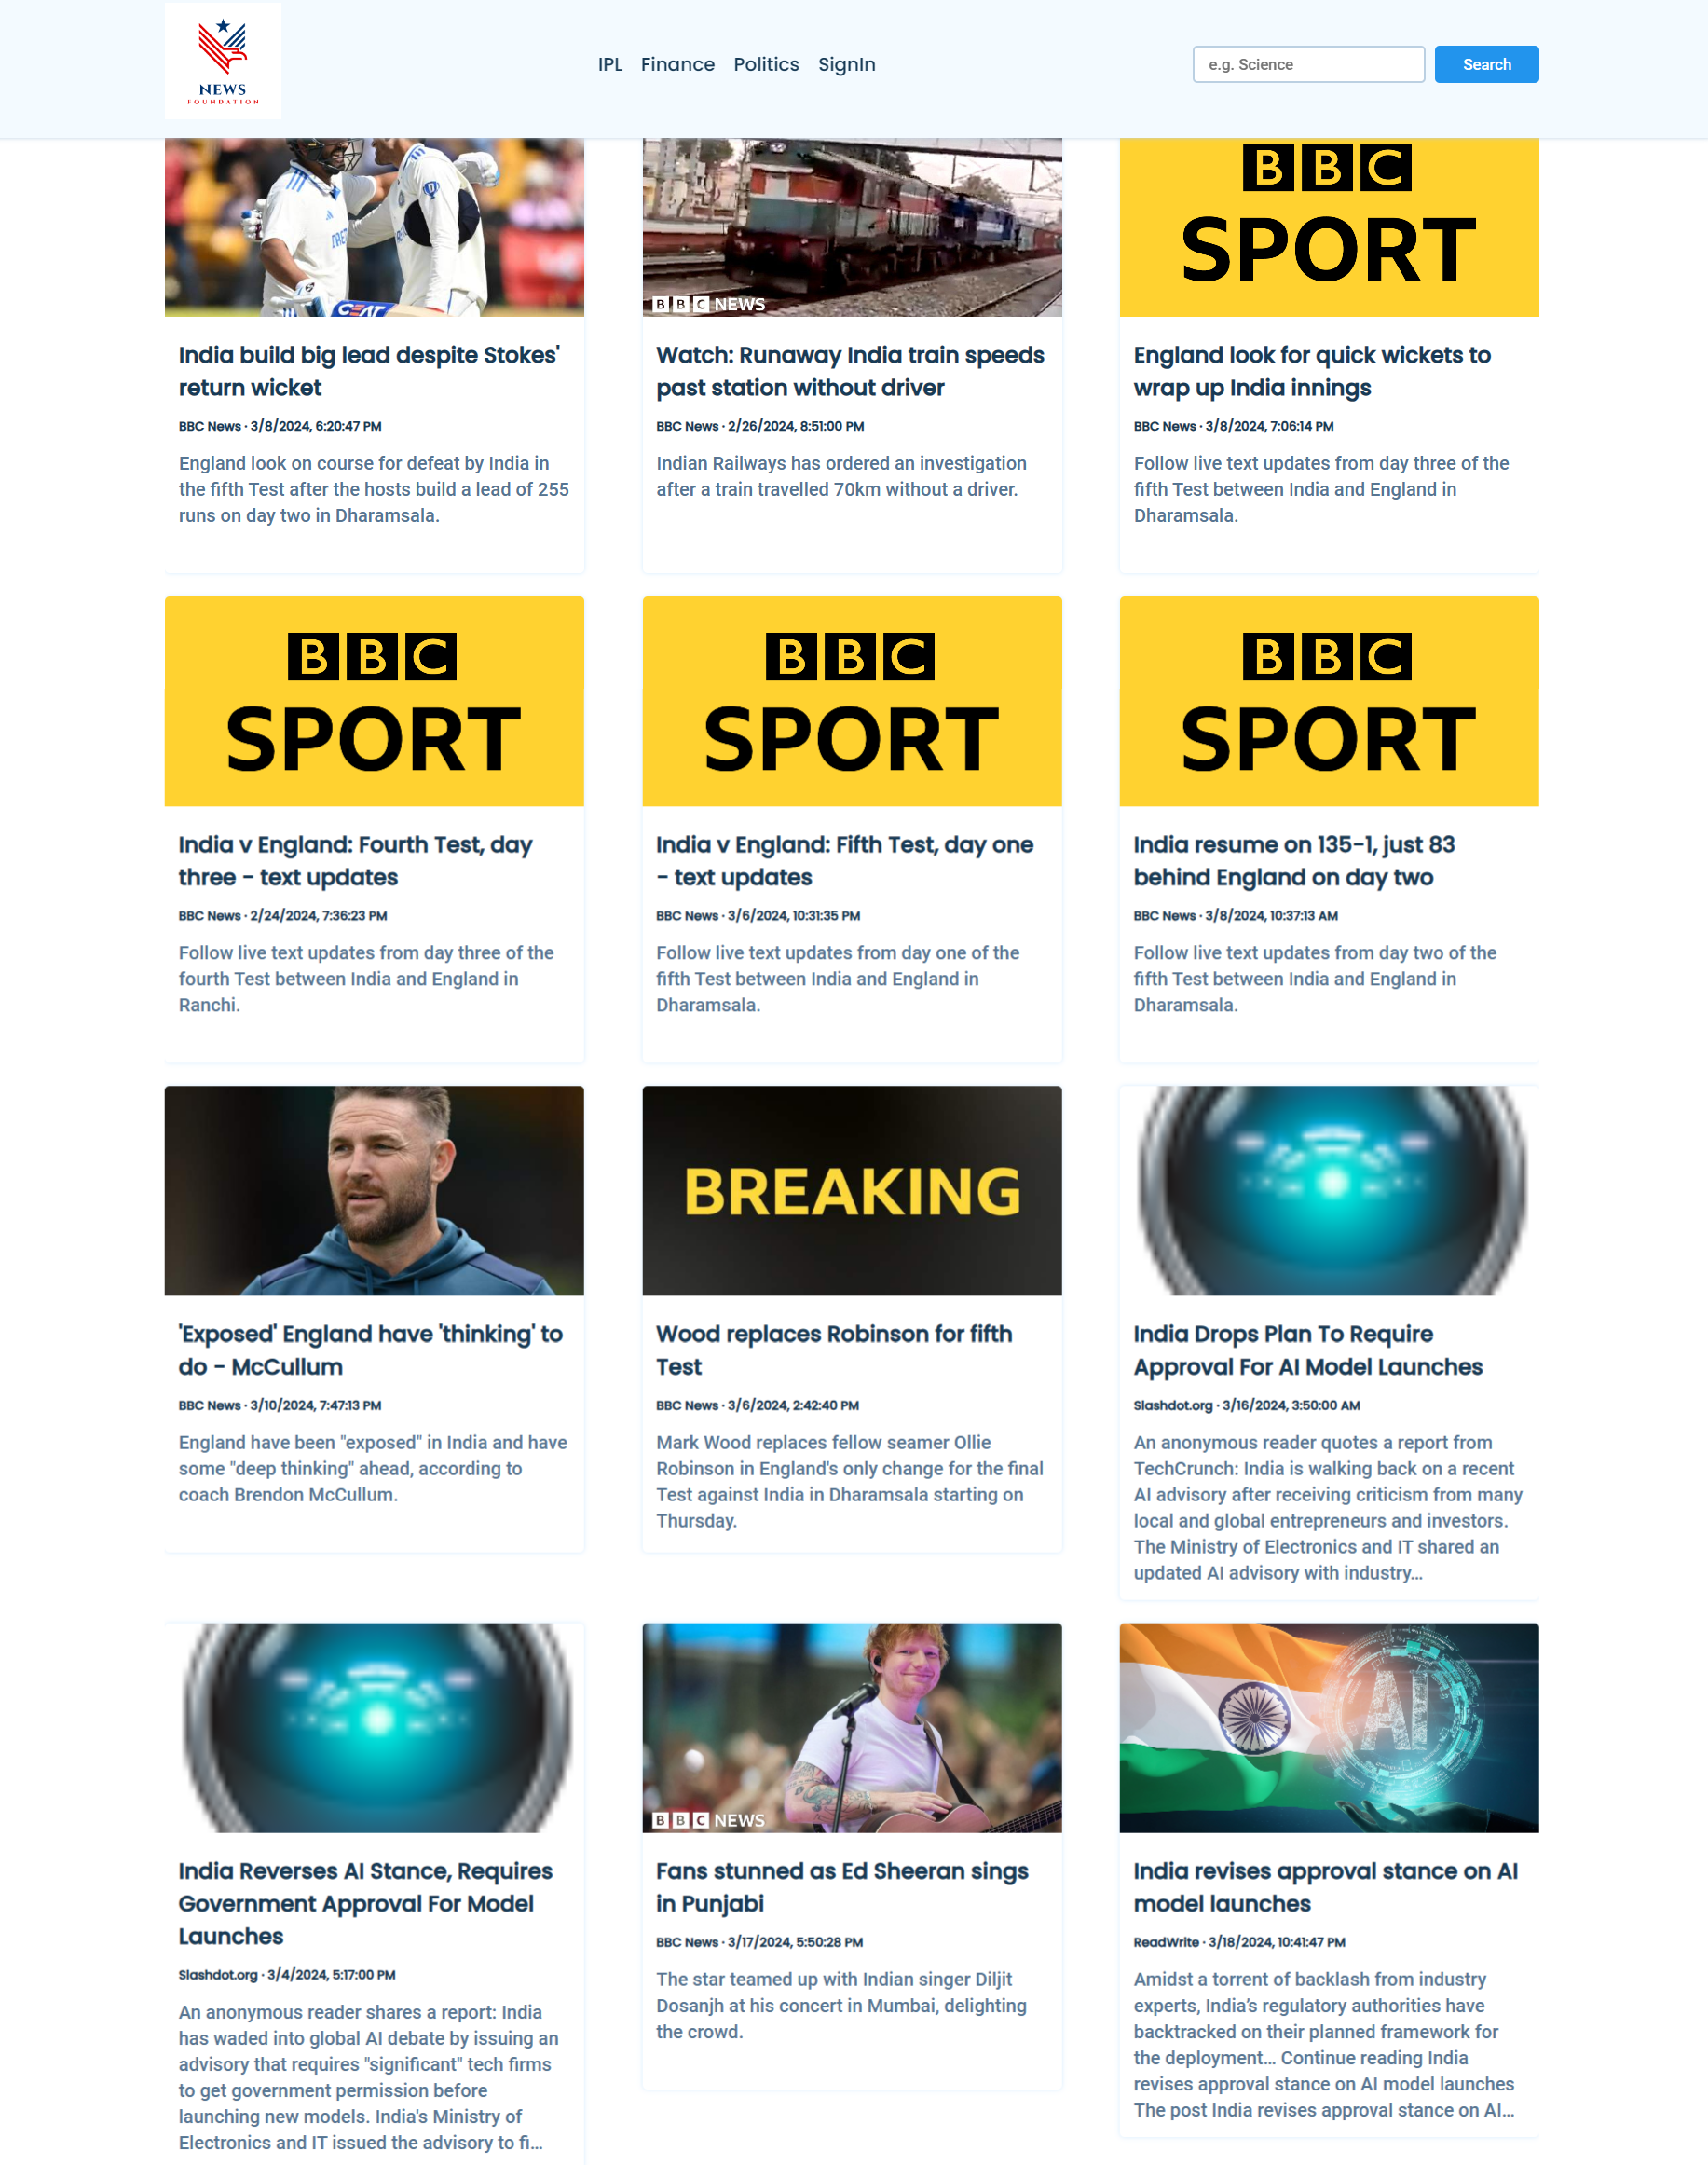 NEWS
FOUNDATION
IPL Finance Politics SignIn
e.g. Science
Search
CEAT
BBC NEWS
BBC
SPORT
India build big lead despite Stokes'
return wicket
BBC News · 3/8/2024, 6:20:47 PM
England look on course for defeat by India in
the fifth Test after the hosts build a lead of 255
runs on day two in Dharamsala.
Watch: Runaway India train speeds
past station without driver
BBC News · 2/26/2024, 8:51:00 PM
Indian Railways has ordered an investigation
after a train travelled 70km without a driver.
England look for quick wickets to
wrap up India innings
BBC News · 3/8/2024, 7:06:14 PM
Follow live text updates from day three of the
fifth Test between India and England in
Dharamsala.
BBC
SPORT
India v England: Fourth Test, day
three - text updates
BBC News · 2/24/2024, 7:36:23 PM
Follow live text updates from day three of the
fourth Test between India and England in
Ranchi.
BBC
SPORT
India v England: Fifth Test, day one
- text updates
BBC News · 3/6/2024, 10:31:35 PM
Follow live text updates from day one of the
fifth Test between India and England in
Dharamsala.
BBC
SPORT
India resume on 135-1, just 83
behind England on day two
BBC News · 3/8/2024, 10:37:13 AM
Follow live text updates from day two of the
fifth Test between India and England in
Dharamsala.
'Exposed' England have 'thinking' to
do - McCullum
BBC News · 3/10/2024, 7:47:13 PM
England have been "exposed" in India and have
some "deep thinking" ahead, according to
coach Brendon McCullum.
BREAKING
Wood replaces Robinson for fifth
Test
BBC News · 3/6/2024, 2:42:40 PM
Mark Wood replaces fellow seamer Ollie
Robinson in England's only change for the final
Test against India in Dharamsala starting on
Thursday.
India Drops Plan To Require
Approval For AI Model Launches
Slashdot.org · 3/16/2024, 3:50:00 AM
An anonymous reader quotes a report from
TechCrunch: India is walking back on a recent
AI advisory after receiving criticism from many
local and global entrepreneurs and investors.
The Ministry of Electronics and IT shared an
updated AI advisory with industry…
India Reverses AI Stance, Requires
Government Approval For Model
Launches
Slashdot.org · 3/4/2024, 5:17:00 PM
An anonymous reader shares a report: India
has waded into global AI debate by issuing an
advisory that requires "significant" tech firms
to get government permission before
launching new models. India's Ministry of
Electronics and IT issued the advisory to fi…
BBC NEWS
Fans stunned as Ed Sheeran sings
in Punjabi
BBC News · 3/17/2024, 5:50:28 PM
The star teamed up with Indian singer Diljit
Dosanjh at his concert in Mumbai, delighting
the crowd.
AI
India revises approval stance on AI
model launches
ReadWrite · 3/18/2024, 10:41:47 PM
Amidst a torrent of backlash from industry
experts, India’s regulatory authorities have
backtracked on their planned framework for
the deployment… Continue reading India
revises approval stance on AI model launches
The post India revises approval stance on AI…